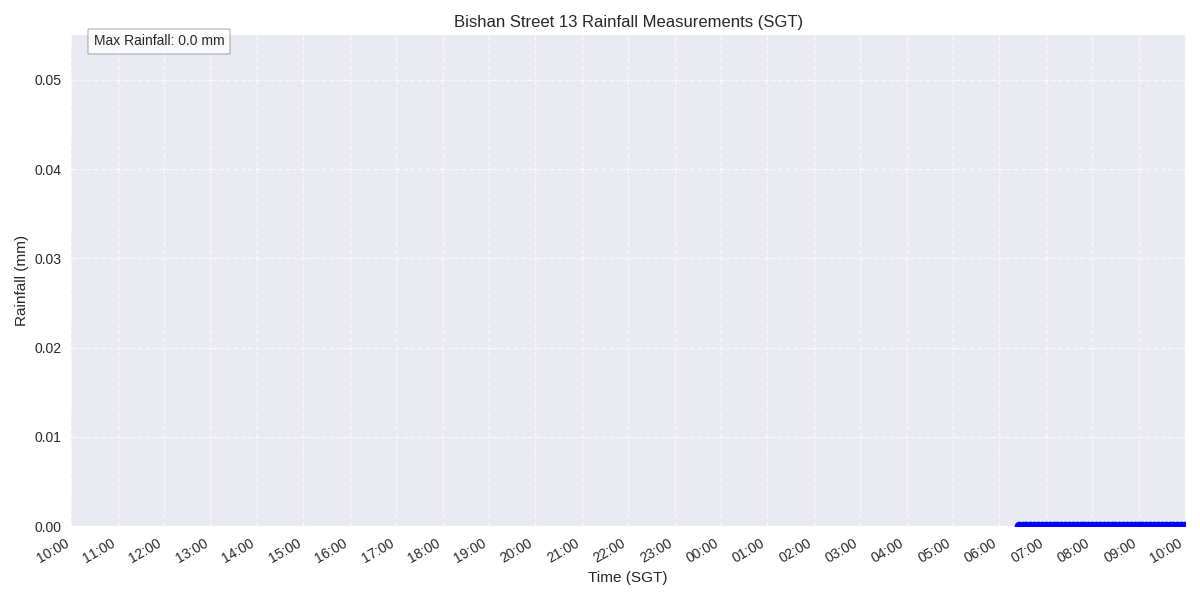 Bishan Street 13 Rainfall Measurements (SGT)
Max Rainfall: 0.0 mm
0.05
0.04
0.03
0.02
0.01
0.00
Rainfall (mm)
10:00 11:00 12:00 13:00 14:00 15:00 16:00 17:00 18:00 19:00 20:00 21:00 22:00 23:00 00:00 01:00 02:00 03:00 04:00 05:00 06:00 07:00 08:00 09:00 10:00
Time (SGT)